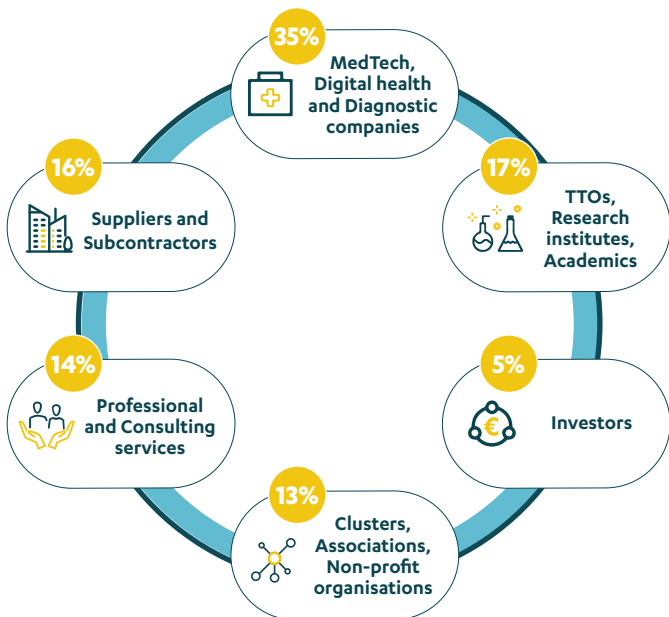 35%
MedTech,
Digital health
and Diagnostic
companies
17%
TTOs,
Research
institutes,
Academics
5%
€
Investors
13%
Clusters,
Associations,
Non-profit
organisations
14%
Professional
and Consulting
services
16%
Suppliers and
Subcontractors